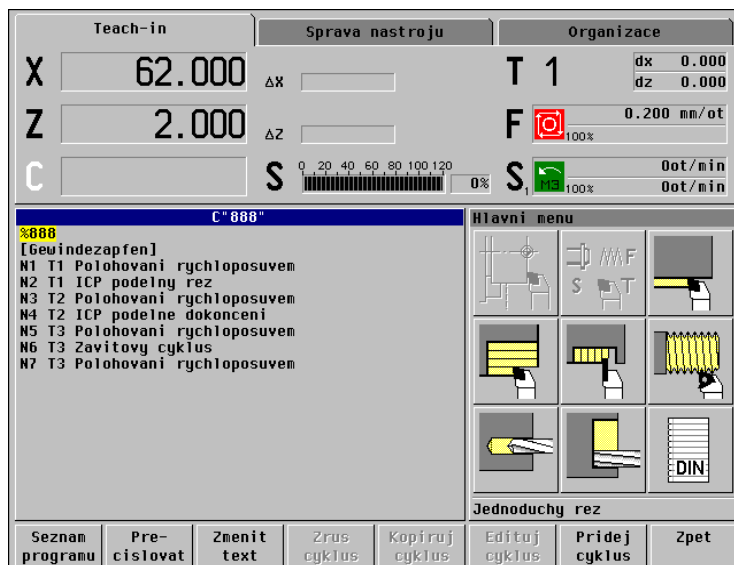 Teach-in
Sprava nastroju
Organizace
X 62.000 ΔX
T 1 dx 0.000
dz 0.000
Z 2.000 ΔZ
F 100% 0.200 mm/ot
C
S 0 20 40 60 80 100 120 0%
S1 M3 100% 0ot/min
0ot/min
C"888"
%888
[Gewindezapfen]
N1 T1 Polohovani rychloposuvem
N2 T1 ICP podelny rez
N3 T2 Polohovani rychloposuvem
N4 T2 ICP podelne dokonceni
N5 T3 Polohovani rychloposuvem
N6 T3 Zavitovy cyklus
N7 T3 Polohovani rychloposuvem
Hlavni menu
F
S T
DIN
Jednoduchy rez
Seznam
programu
Pre-
cislovat
Zmenit
text
Zrus
cyklus
Kopiruj
cyklus
Edituj
cyklus
Pridej
cyklus
Zpet